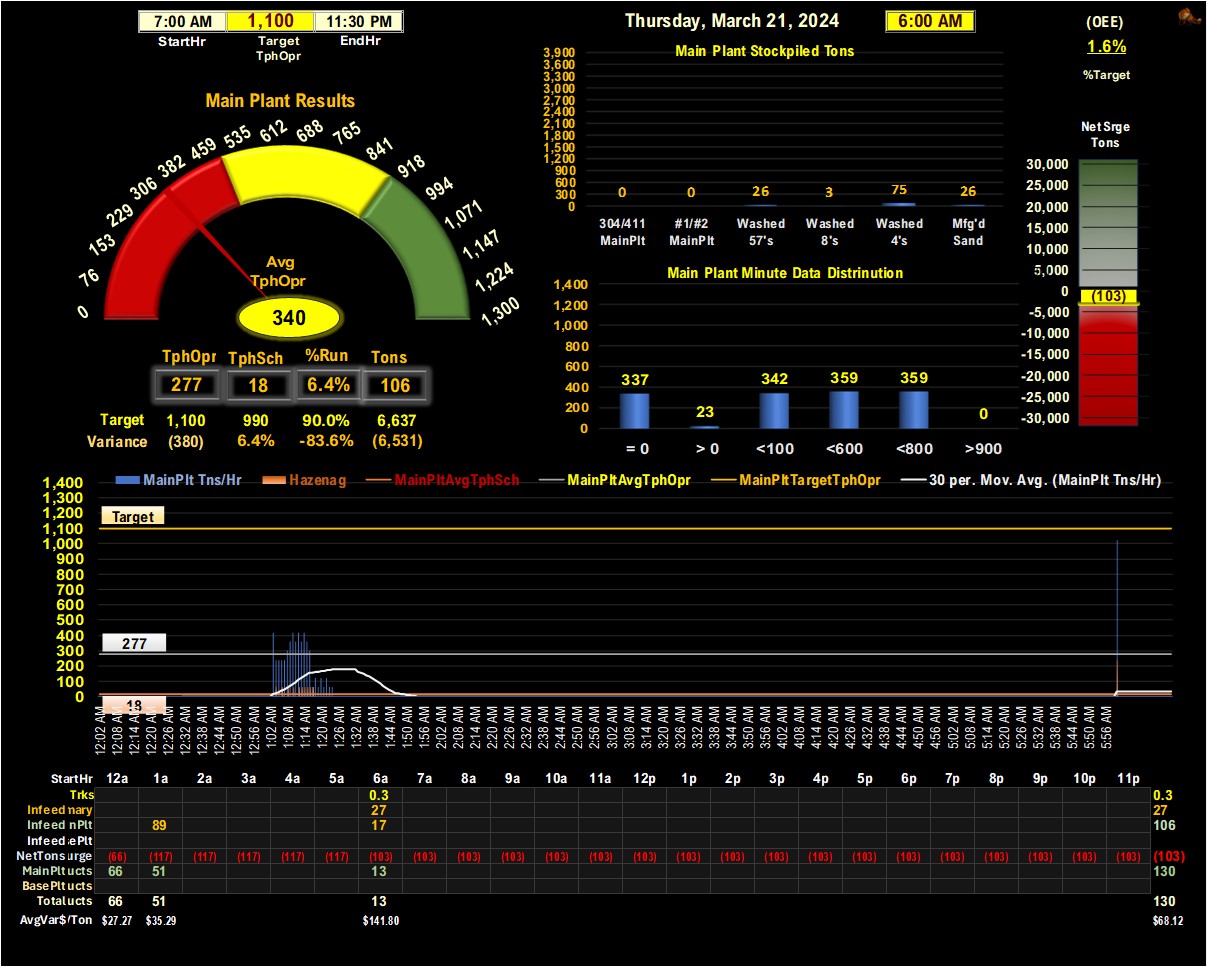 7:00 AM 1,100 11:30 PM
StartHr Target TphOpr EndHr
Thursday, March 21, 2024 6:00 AM
(OEE)
1.6%
%Target
Main Plant Results
0 76 153 229 306 382 459 535 612 688 765 841 918 994 1,071 1,147 1,224 1,300
Avg
TphOpr
340
TphOpr TphSch %Run Tons
277 18 6.4% 106
Target 1,100 990 90.0% 6,637
Variance (380) 6.4% -83.6% (6,531)
Main Plant Stockpiled Tons
3,900
3,600
3,300
3,000
2,700
2,400
2,100
1,800
1,500
1,200
900
600
300
0
0 0 26 3 75 26
304/411 #1/#2 Washed Washed Washed Mfg'd
MainPlt MainPlt 57's 8's 4's Sand
Main Plant Minute Data Distrinution
1,400
1,200
1,000
800
600
400
200
0
337 23 342 359 359 0
= 0 > 0 <100 <600 <800 >900
Net Srge
Tons
30,000
25,000
20,000
15,000
10,000
5,000
0
(103)
-5,000
-10,000
-15,000
-20,000
-25,000
-30,000
MainPlt Tns/Hr Hazenag MainPltAvgTphSch MainPltAvgTphOpr MainPltTargetTphOpr 30 per. Mov. Avg. (MainPlt Tns/Hr)
1,400
1,300
1,200
1,100
1,000
900
800
700
600
500
400
300
200
100
0
Target
277
18
12:02 AM 12:08 AM 12:14 AM 12:20 AM 12:26 AM 12:32 AM 12:38 AM 12:44 AM 12:50 AM 12:56 AM 1:02 AM 1:08 AM 1:14 AM 1:20 AM 1:26 AM 1:32 AM 1:38 AM 1:44 AM 1:50 AM 1:56 AM 2:02 AM 2:08 AM 2:14 AM 2:20 AM 2:26 AM 2:32 AM 2:38 AM 2:44 AM 2:50 AM 2:56 AM 3:02 AM 3:08 AM 3:14 AM 3:20 AM 3:26 AM 3:32 AM 3:38 AM 3:44 AM 3:50 AM 3:56 AM 4:02 AM 4:08 AM 4:14 AM 4:20 AM 4:26 AM 4:32 AM 4:38 AM 4:44 AM 4:50 AM 4:56 AM 5:02 AM 5:08 AM 5:14 AM 5:20 AM 5:26 AM 5:32 AM 5:38 AM 5:44 AM 5:50 AM 5:56 AM
StartHr 12a 1a 2a 3a 4a 5a 6a 7a 8a 9a 10a 11a 12p 1p 2p 3p 4p 5p 6p 7p 8p 9p 10p 11p
Trks 0.3 0.3
Infeed nary 27 27
Infeed nPlt 89 17 106
Infeed ePlt
NetTons urge (66) (117) (117) (117) (117) (117) (103) (103) (103) (103) (103) (103) (103) (103) (103) (103) (103) (103) (103) (103) (103) (103) (103) (103) (103)
MainPlt ucts 66 51 13 130
BasePlt ucts
Total ucts 66 51 13 130
AvgVar$/Ton $27.27 $35.29 $141.80 $68.12